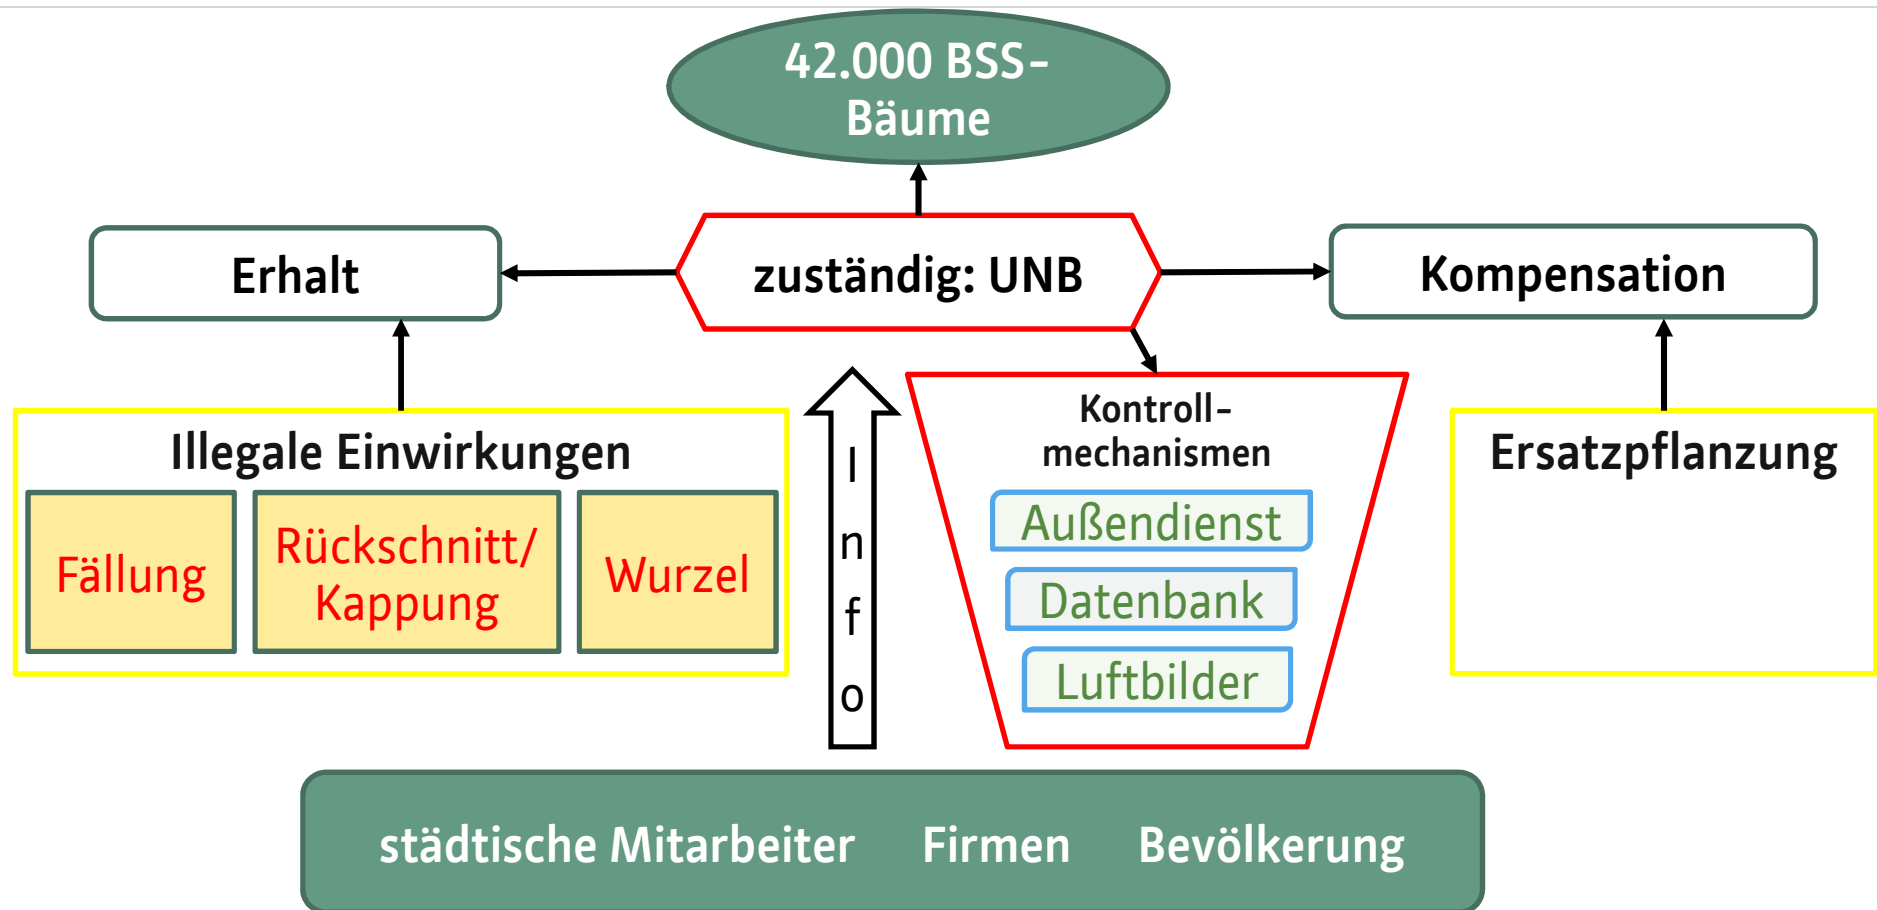 42.000 BSS-
Bäume
Erhalt
zuständig: UNB
Kompensation
Illegale Einwirkungen
Fällung
Rückschnitt/
Kappung
Wurzel
I
n
f
o
Kontroll-
mechanismen
Außendienst
Datenbank
Luftbilder
Ersatzpflanzung
städtische Mitarbeiter Firmen Bevölkerung